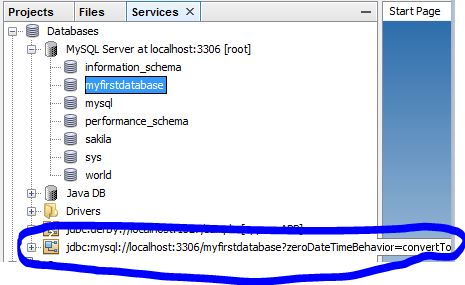 Projects Files Services × Start Page
Databases
MySQL Server at localhost:3306 [root]
information_schema
myfirstdatabase
mysql
performance_schema
sakila
sys
world
Java DB
Drivers
jdbc:derby://localhost
jdbc:mysql://localhost:3306/myfirstdatabase?zeroDateTimeBehavior=convertTo